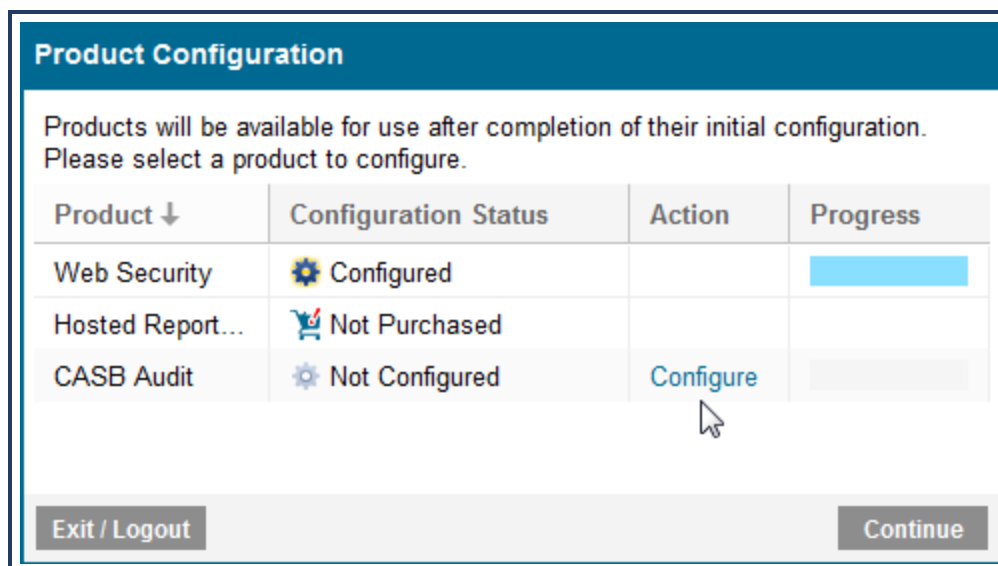 Product Configuration
Products will be available for use after completion of their initial configuration.
Please select a product to configure.
Product ↓ Configuration Status Action Progress
Web Security Configured
Hosted Report... Not Purchased
CASB Audit Not Configured Configure
Exit / Logout Continue